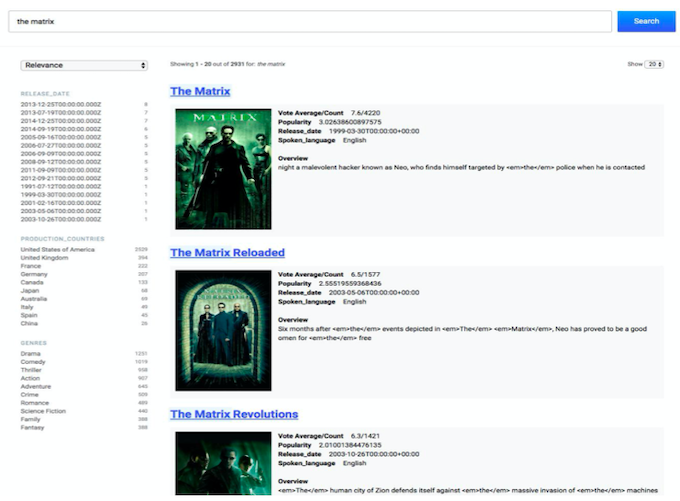 the matrix
Search
Relevance
Showing 1 - 20 out of 2931 for: the matrix
Show 20
RELEASE_DATE
2013-12-25T00:00:00.000Z 8
2013-07-19T00:00:00.000Z 7
2014-12-25T00:00:00.000Z 7
2014-09-19T00:00:00.000Z 6
2005-09-16T00:00:00.000Z 5
2006-07-27T00:00:00.000Z 5
2006-09-09T00:00:00.000Z 5
2008-09-12T00:00:00.000Z 5
2011-09-09T00:00:00.000Z 5
2012-09-21T00:00:00.000Z 5
1991-07-12T00:00:00.000Z 1
1999-03-30T00:00:00.000Z 1
2001-02-16T00:00:00.000Z 1
2003-05-06T00:00:00.000Z 1
2003-10-26T00:00:00.000Z 1
PRODUCTION_COUNTRIES
United States of America 2529
United Kingdom 394
France 222
Germany 207
Canada 133
Japan 68
Australia 69
Italy 49
Spain 45
China 26
GENRES
Drama 1251
Comedy 1019
Thriller 938
Action 907
Adventure 645
Crime 509
Romance 489
Science Fiction 440
Family 388
Fantasy 388
The Matrix
MATRIX
Vote Average/Count 7.6/4220
Popularity 3.02638600897575
Release_date 1999-03-30T00:00:00+00:00
Spoken_language English
Overview
night a malevolent hacker known as Neo, who finds himself targeted by <em>the</em> police when he is contacted
The Matrix Reloaded
Vote Average/Count 6.5/1577
Popularity 2.55519559368436
Release_date 2003-05-06T00:00:00+00:00
Spoken_language English
Overview
Six months after <em>the</em> events depicted in <em>The</em> <em>Matrix</em>, Neo has proved to be a good
omen for <em>the</em> free
The Matrix Revolutions
Vote Average/Count 6.3/1421
Popularity 2.01001384476135
Release_date 2003-10-26T00:00:00+00:00
Spoken_language English
Overview
<em>The</em> human city of Zion defends itself against <em>the</em> massive invasion of <em>the</em> machines